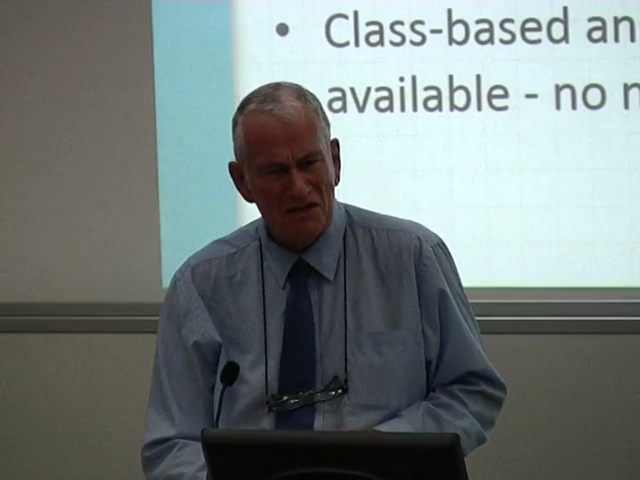 • Class-based an
available - no